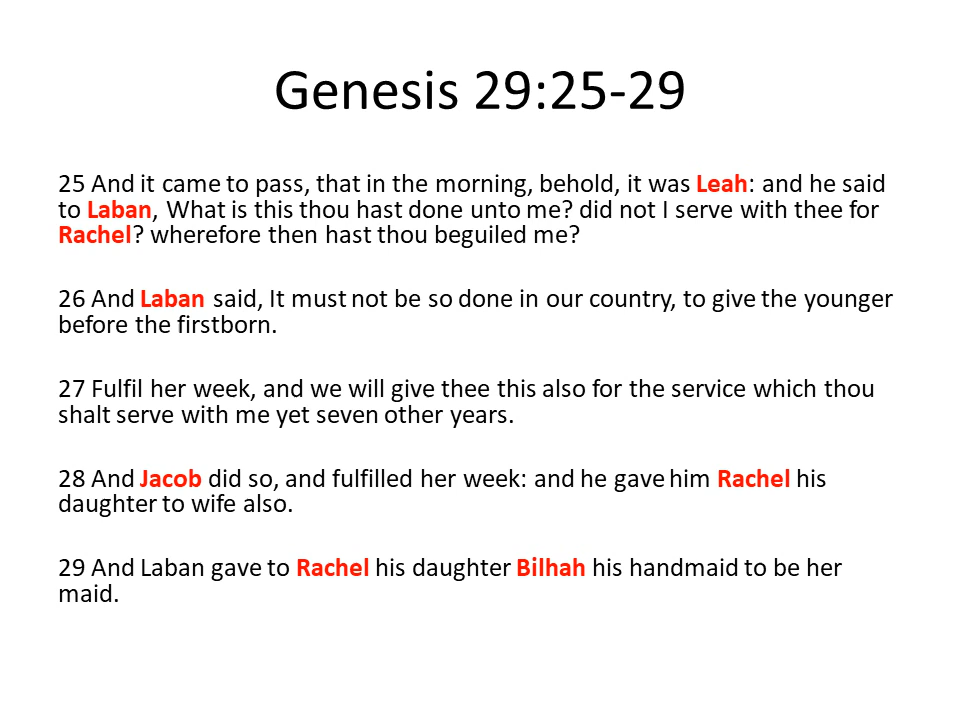 Genesis 29:25-29
25 And it came to pass, that in the morning, behold, it was Leah: and he said
to Laban, What is this thou hast done unto me? did not I serve with thee for
Rachel? wherefore then hast thou beguiled me?
26 And Laban said, It must not be so done in our country, to give the younger
before the firstborn.
27 Fulfil her week, and we will give thee this also for the service which thou
shalt serve with me yet seven other years.
28 And Jacob did so, and fulfilled her week: and he gave him Rachel his
daughter to wife also.
29 And Laban gave to Rachel his daughter Bilhah his handmaid to be her
maid.